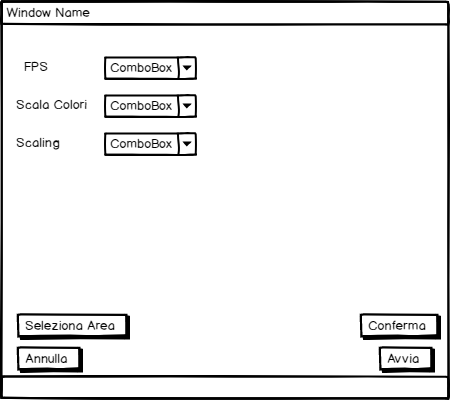 Window Name
FPS ComboBox
Scala Colori ComboBox
Scaling ComboBox
Seleziona Area Conferma
Annulla Avvia